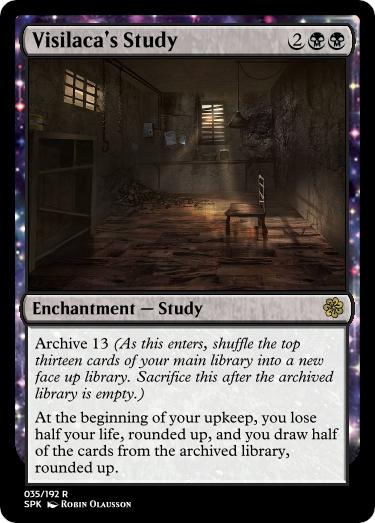 Visilaca's Study 2
Enchantment — Study
Archive 13 (As this enters, shuffle the top
thirteen cards of your main library into a new
face up library. Sacrifice this after the archived
library is empty.)
At the beginning of your upkeep, you lose
half your life, rounded up, and you draw half
of the cards from the archived library,
rounded up.
035/192 R
SPK Robin Olausson